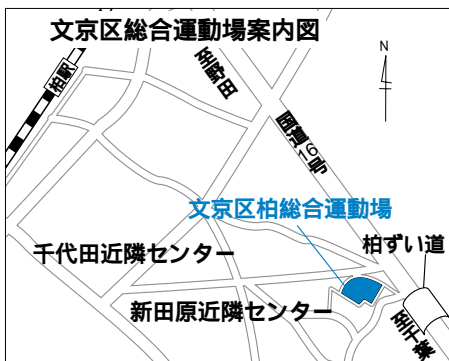 文京区総合運動場案内図
N
柏駅
至野田
国道16号
文京区柏総合運動場
柏ずい道
千代田近隣センター
新田原近隣センター
至千葉